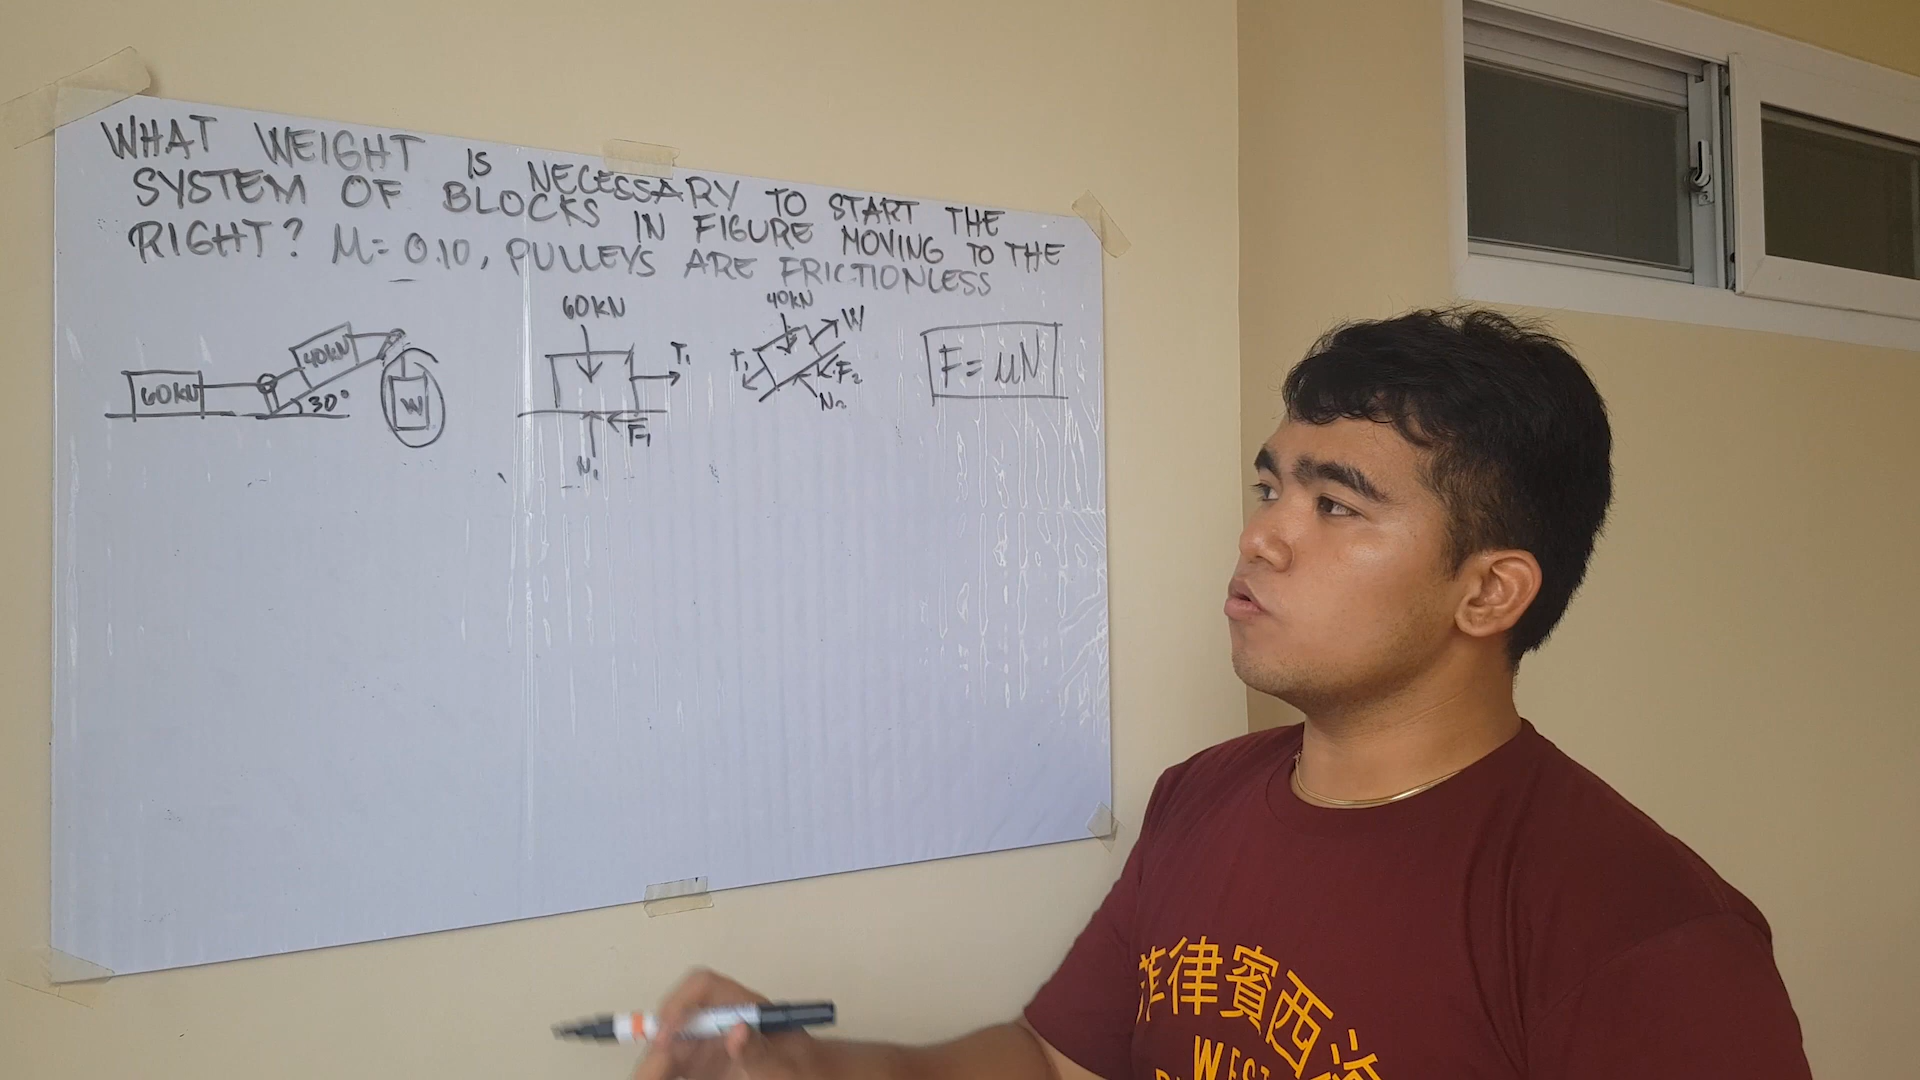 WHAT WEIGHT IS NECESSARY TO START THE
SYSTEM OF BLOCKS IN FIGURE MOVING TO THE
RIGHT? M = 0.10, PULLEYS ARE FRICTIONLESS
60KN
40KN
30°
W
60KN
T1
F1
N1
40KN
W
T1
F2
N2
F = μN
菲律賓西
WEST